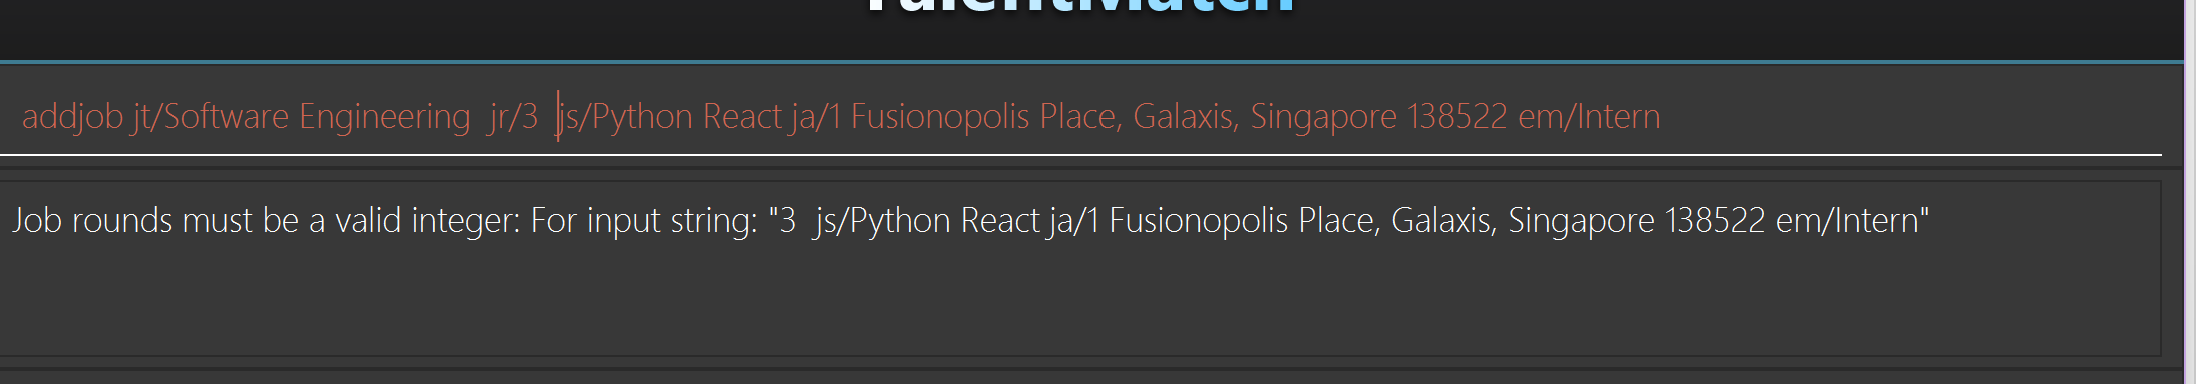 TalentMatch
addjob jt/Software Engineering  jr/3  js/Python React ja/1 Fusionopolis Place, Galaxis, Singapore 138522 em/Intern
Job rounds must be a valid integer: For input string: "3  js/Python React ja/1 Fusionopolis Place, Galaxis, Singapore 138522 em/Intern"